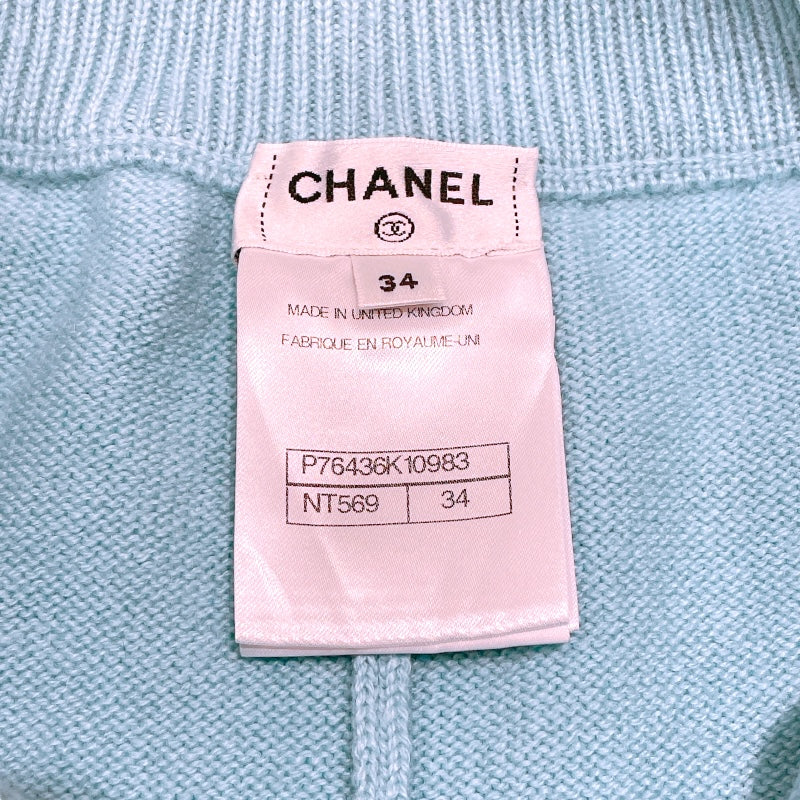 CHANEL
34
MADE IN UNITED KINGDOM
FABRIQUE EN ROYAUME-UNI
P76436K10983
NT569 34